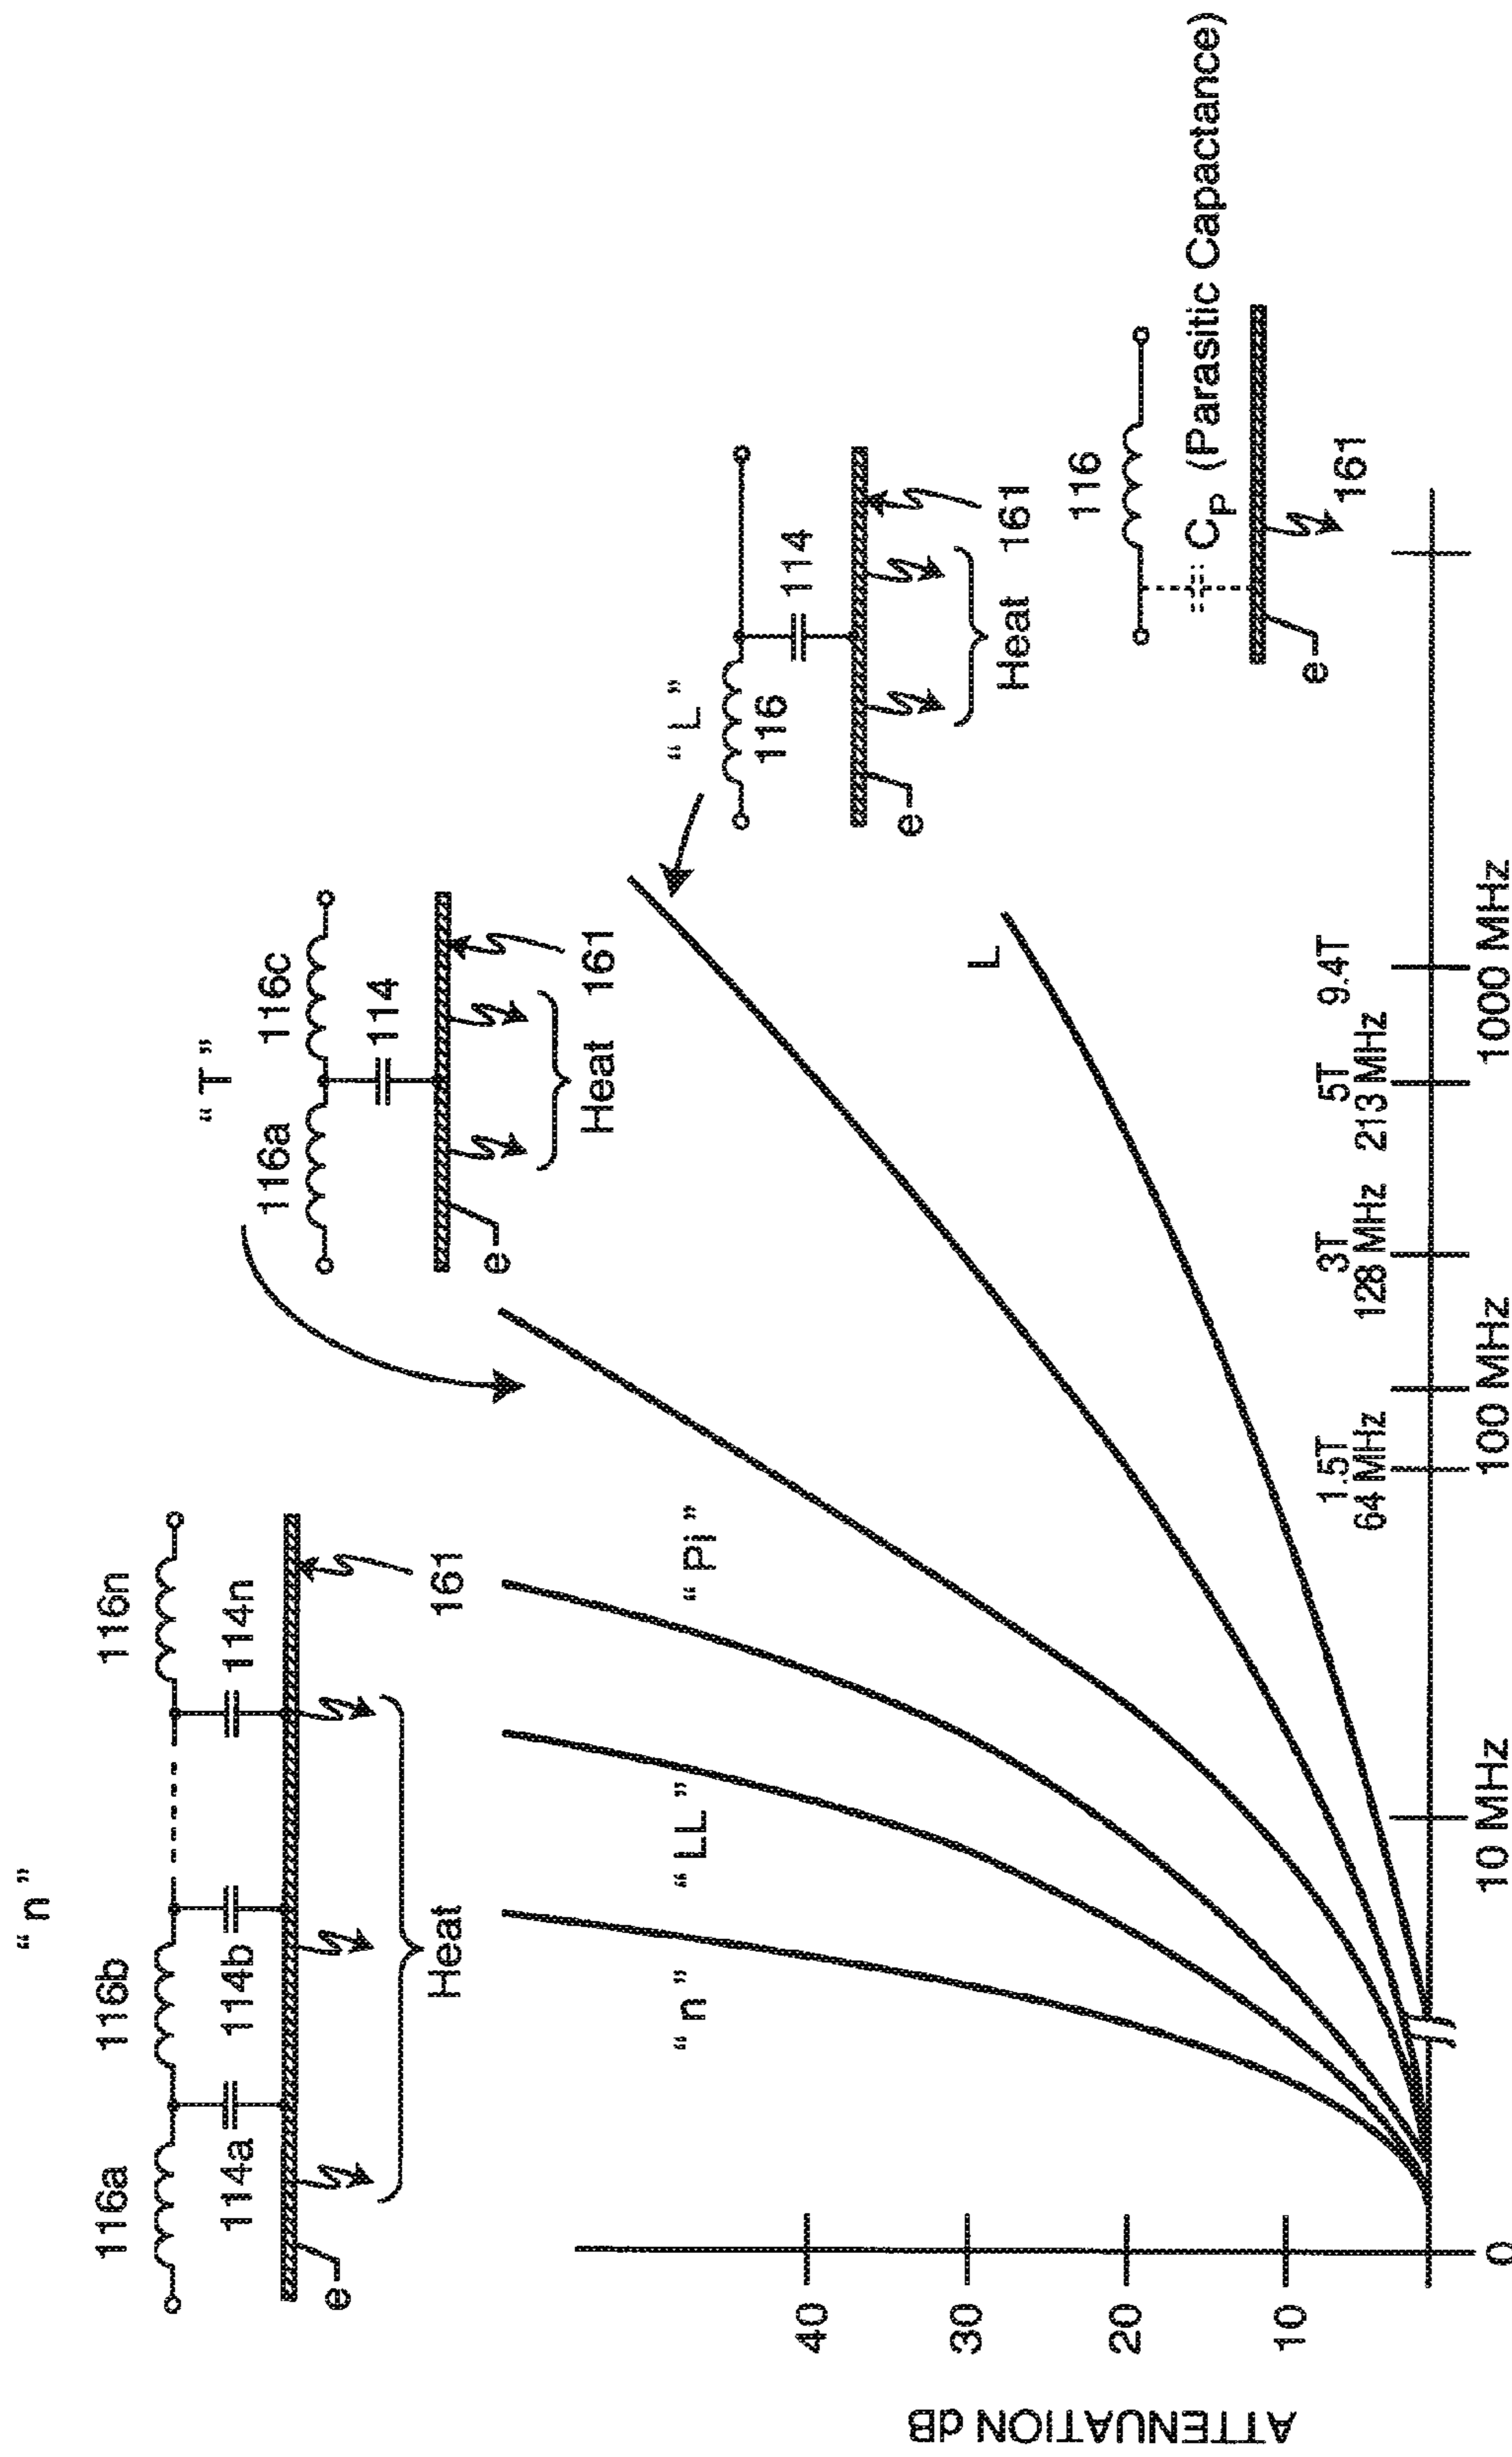 “ n ”
116a 116b 116n
114a 114b 114n
e- 161
Heat
“ T ”
116a 116c
114
e- 161
Heat
“ L ”
116
114
e- 161
Heat
116
CP (Parasitic Capactance)
e- 161
“ n ” “ LL ” “ Pi ” L
ATTENUATION dB
40
30
20
10
1.5T 3T 5T 9.4T
64 MHz 128 MHz 213 MHz
0 10 MHz 100 MHz 1000 MHz